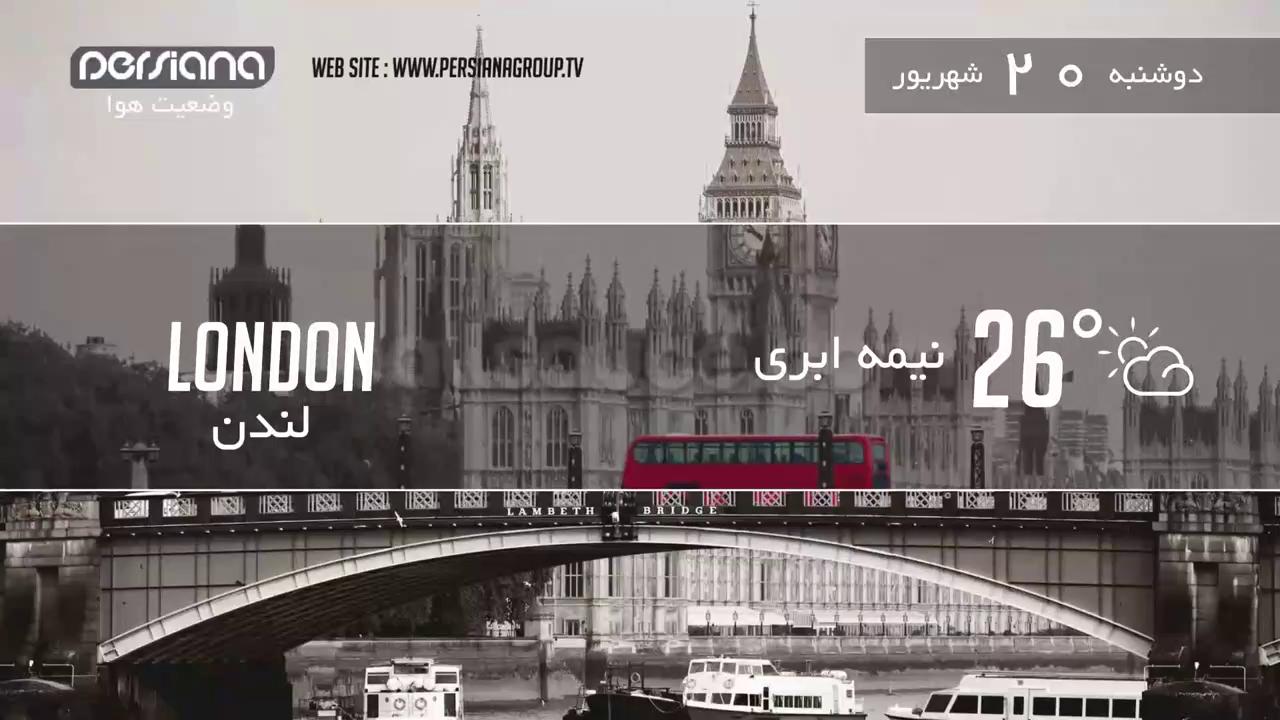 persiana
وضعیت هوا
WEB SITE : WWW.PERSIANAGROUP.TV
دوشنبه ۲۰ شهریور
LONDON
لندن
نیمه ابری 26°
LAMBETH BRIDGE